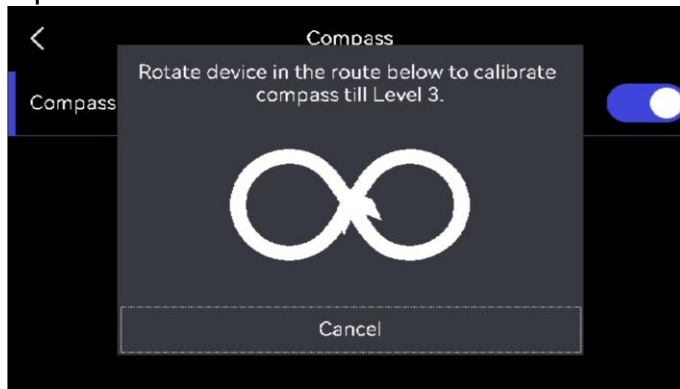 Compass
Rotate device in the route below to calibrate
compass till Level 3.
Compass
Cancel